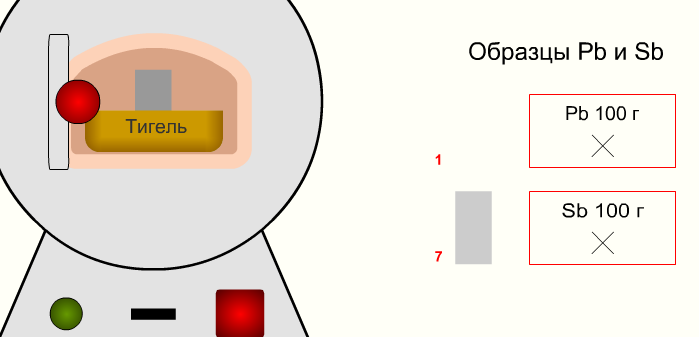 Образцы Pb и Sb
Pb 100 г
Тигель
1
Sb 100 г
7